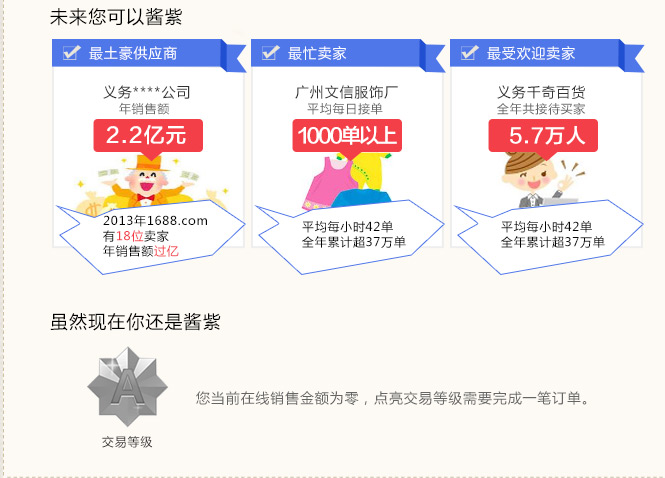 未来您可以酱紫
最土豪供应商
义务****公司
年销售额
2.2亿元
2013年1688.com
有18位卖家
年销售额过亿
最忙卖家
广州文信服饰厂
平均每日接单
1000单以上
平均每小时42单
全年累计超37万单
最受欢迎卖家
义务千奇百货
全年共接待买家
5.7万人
平均每小时42单
全年累计超37万单
虽然现在你还是酱紫
A
交易等级
您当前在线销售金额为零，点亮交易等级需要完成一笔订单。